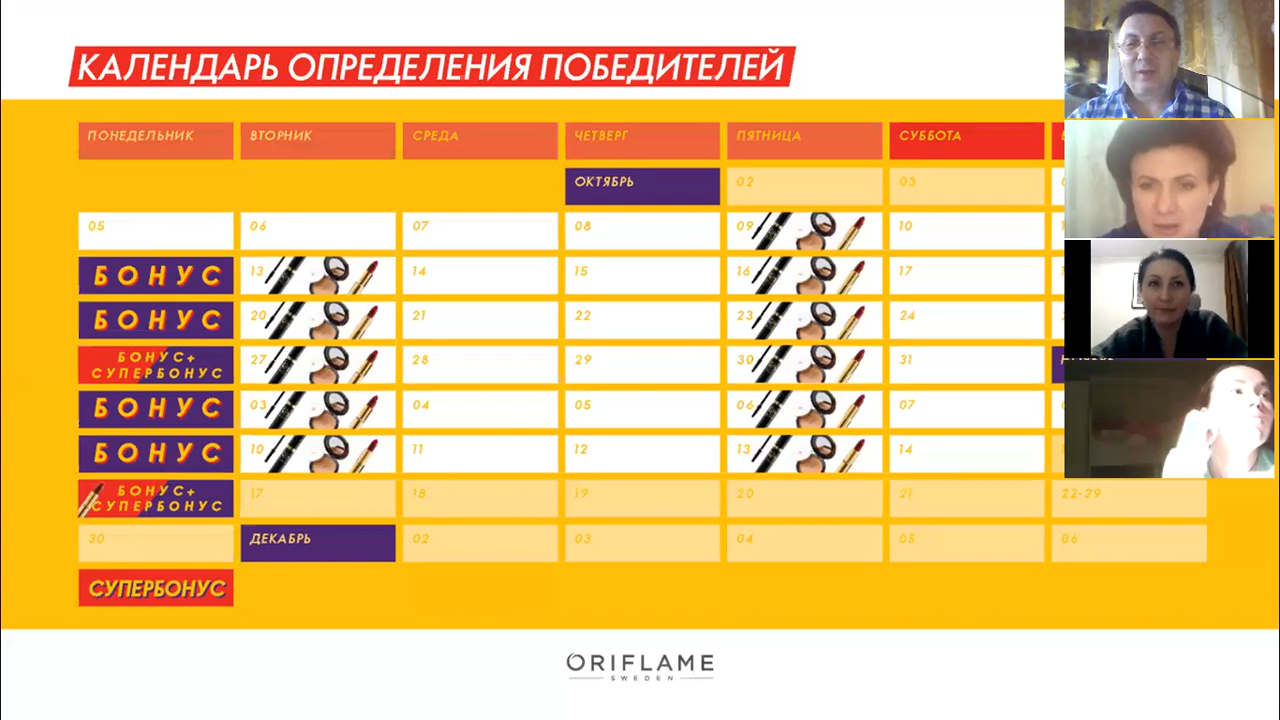 КАЛЕНДАРЬ ОПРЕДЕЛЕНИЯ ПОБЕДИТЕЛЕЙ
ПОНЕДЕЛЬНИК ВТОРНИК СРЕДА ЧЕТВЕРГ ПЯТНИЦА СУББОТА
ОКТЯБРЬ 02 03
05 06 07 08 09 10
БОНУС 13 14 15 16 17
БОНУС 20 21 22 23 24
БОНУС+
СУПЕРБОНУС 27 28 29 30 31
БОНУС 03 04 05 06 07
БОНУС 10 11 12 13 14
БОНУС+
СУПЕРБОНУС 17 18 19 20 21 22-29
30 ДЕКАБРЬ 02 03 04 05 06
СУПЕРБОНУС
ORIFLAME
SWEDEN